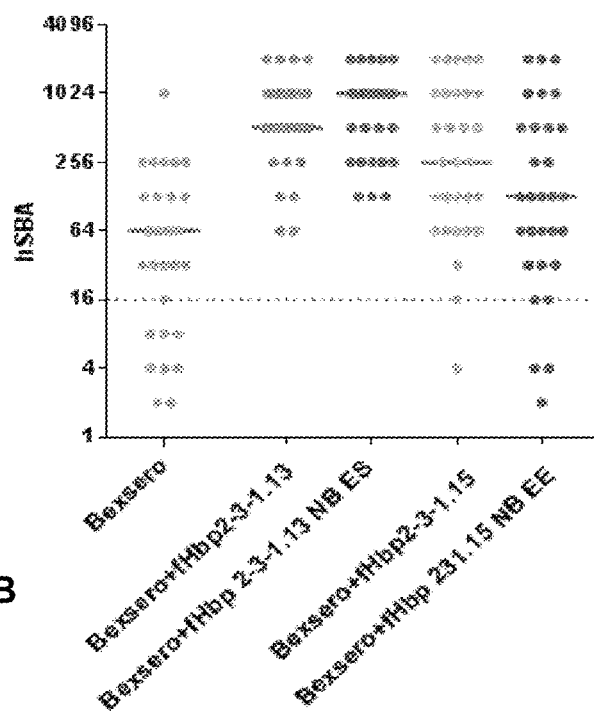 4096
1024
256
64
16
4
1
hSBA
Bexsero
Bexsero+fHbp2-3-1.13
Bexsero+fHbp 2-3-1.13 NB ES
Bexsero+fHbp2-3-1.15
Bexsero+fHbp 231.15 NB EE
B